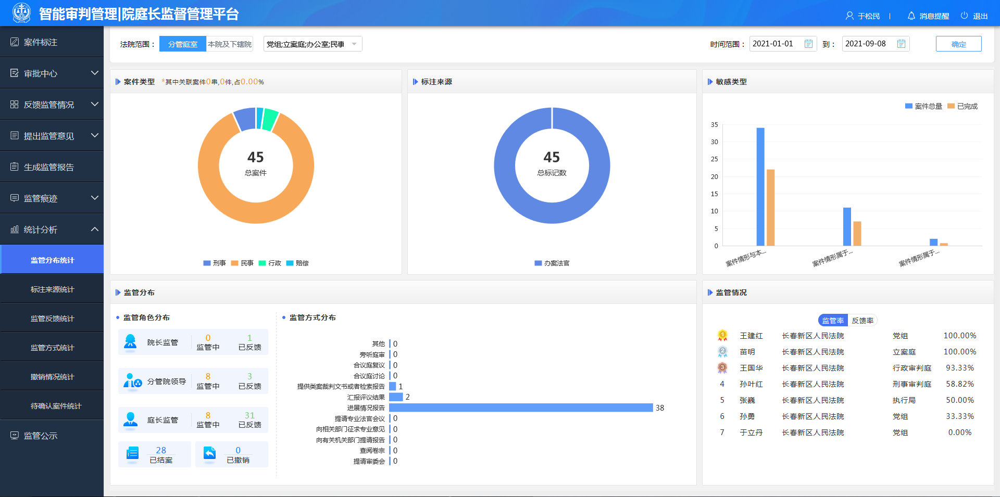 智能审判管理|院庭长监督管理平台
于松民 | 消息提醒 退出
案件标注
审批中心
反馈监管情况
提出监管意见
生成监管报告
监管痕迹
统计分析
监管分布统计
标注来源统计
监管反馈统计
监管方式统计
撤销情况统计
待确认案件统计
监管公示
法院范围： 分管庭室 本院及下辖院 党组;立案庭;办公室;民事
时间范围： 2021-01-01 到： 2021-09-08 确定
案件类型 *其中关联案件0串,0件,占0.00%
45
总案件
刑事 民事 行政 赔偿
标注来源
45
总标记数
办案法官
敏感类型
案件总量 已完成
35
30
25
20
15
10
5
0
案件情形与本...
案件情形属于...
案件情形属于...
监管分布
监管角色分布
院长监管 0 监管中 1 已反馈
分管院领导 8 监管中 3 已反馈
庭长监管 8 监管中 31 已反馈
28 已结案
0 已撤销
监管方式分布
其他 0
旁听庭审 0
合议庭复议 0
合议庭讨论 0
提供类案裁判文书或者检索报告 1
汇报评议结果 2
进展情况报告 38
提请专业法官会议 0
向相关部门征求专业意见 0
向有关机关部门提请报告 0
查阅卷宗 0
提请审委会 0
监管情况
监管率 反馈率
1 王建红 长春新区人民法院 党组 100.00%
2 苗明 长春新区人民法院 立案庭 100.00%
3 王国华 长春新区人民法院 行政审判庭 93.33%
4 孙叶红 长春新区人民法院 刑事审判庭 58.82%
5 张巍 长春新区人民法院 执行局 50.00%
6 孙勇 长春新区人民法院 党组 33.33%
7 于立丹 长春新区人民法院 党组 0.00%